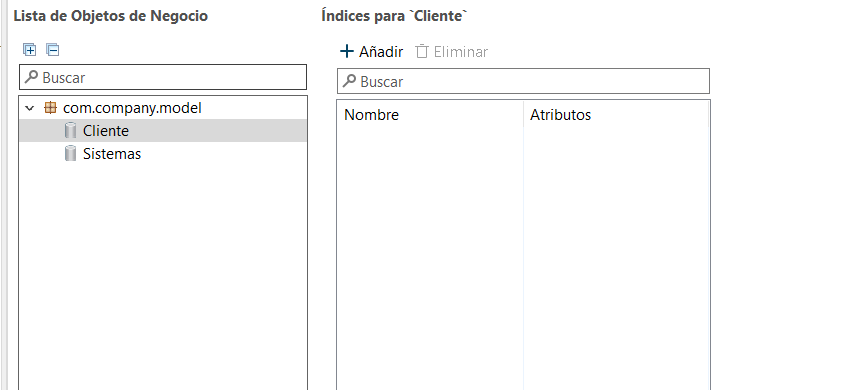 Lista de Objetos de Negocio
Buscar
com.company.model
Cliente
Sistemas
Índices para `Cliente`
Añadir Eliminar
Buscar
Nombre Atributos